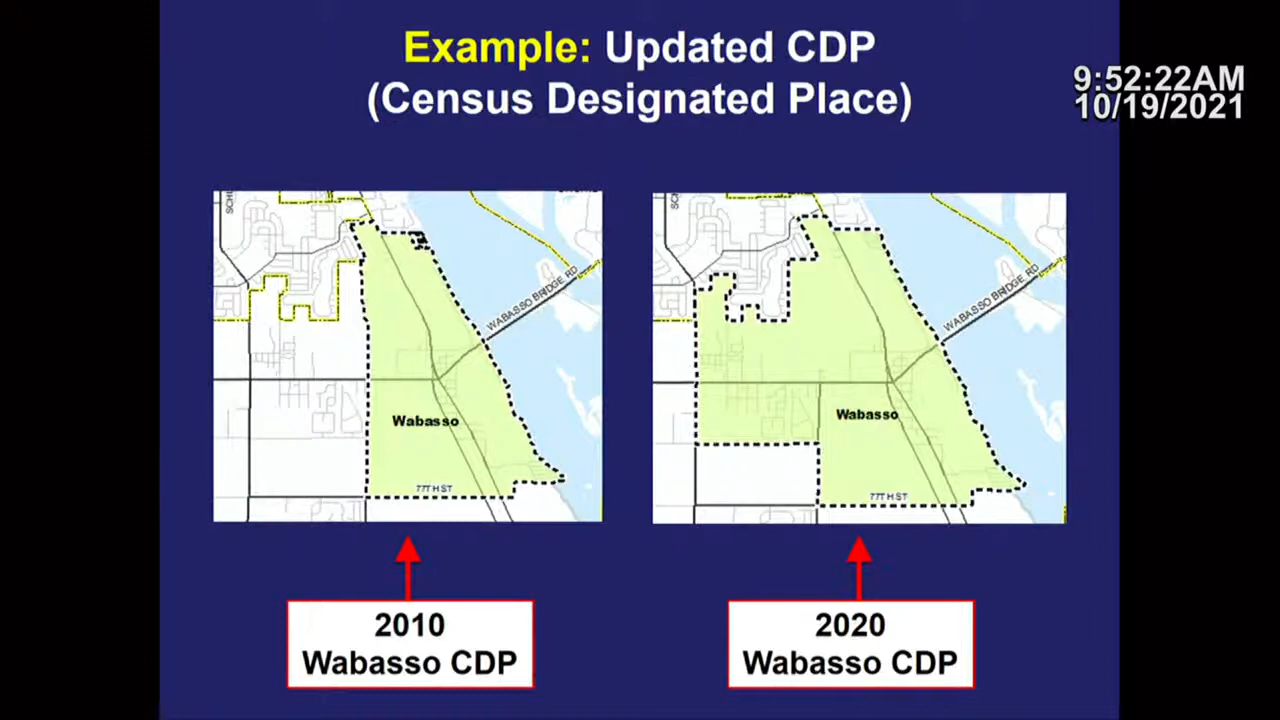 Example: Updated CDP
(Census Designated Place)
9:52:22AM
10/19/2021
WABASSO BRIDGE RD
Wabasso
77TH ST
WABASSO BRIDGE RD
Wabasso
77TH ST
2010
Wabasso CDP
2020
Wabasso CDP